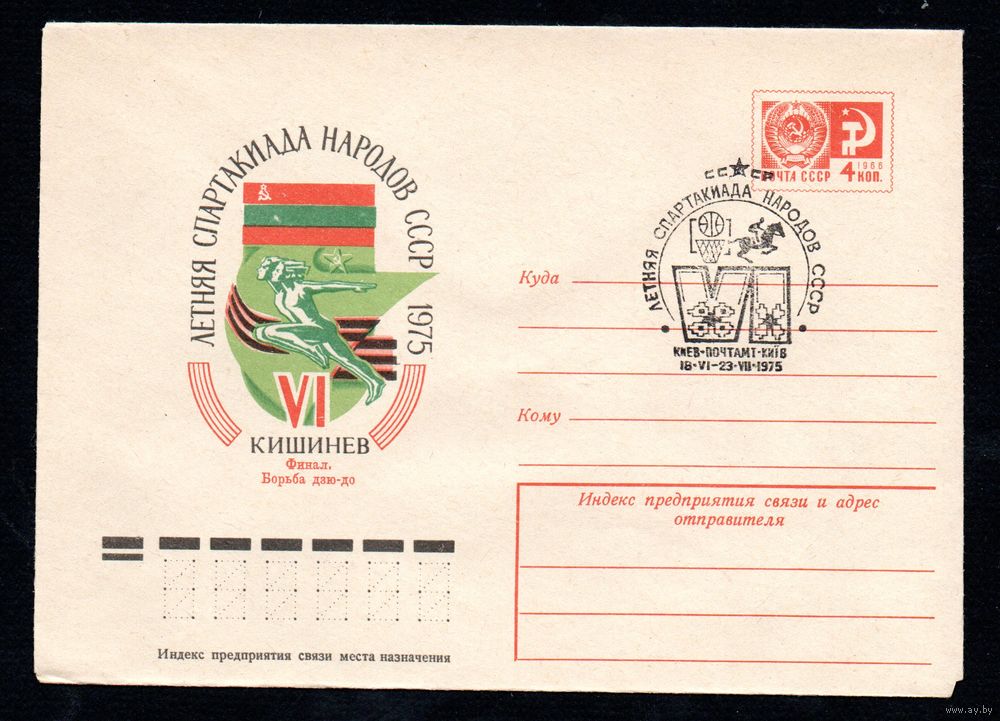 ЛЕТНЯЯ СПАРТАКИАДА НАРОДОВ СССР 1975
VI
КИШИНЕВ
Финал.
Борьба дзю-до
1966
ПОЧТА СССР 4 КОП.
СССР
ЛЕТНЯЯ СПАРТАКИАДА НАРОДОВ СССР
VI
КИЕВ-ПОЧТАМТ-КИЇВ
18-VI-23-VII-1975
Куда
Кому
Индекс предприятия связи и адрес
отправителя
Индекс предприятия связи места назначения
www.ay.by